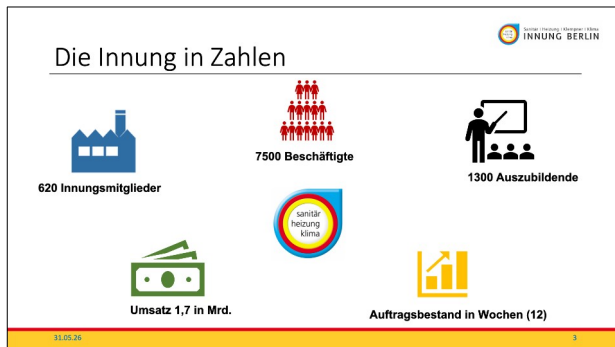 Sanitär | Heizung | Klempner | Klima
INNUNG BERLIN
Die Innung in Zahlen
620 Innungsmitglieder
7500 Beschäftigte
1300 Auszubildende
sanitär
heizung
klima
Umsatz 1,7 in Mrd.
Auftragsbestand in Wochen (12)
31.05.26
3